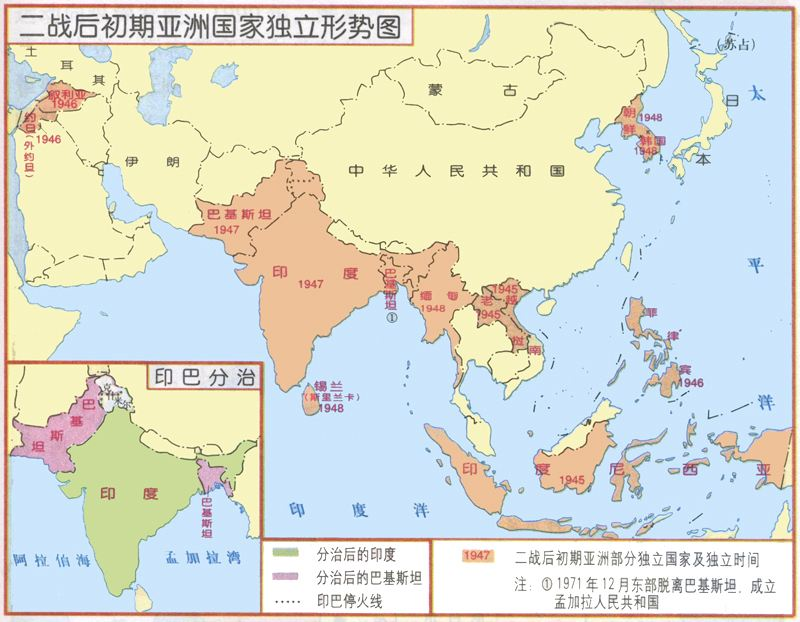 二战后初期亚洲国家独立形势图
土耳其
叙利亚
1946
约旦(外约旦)
1946
伊朗
蒙古
中华人民共和国
(苏占)
日本
朝鲜
1948
韩国
1948
太平洋
巴基斯坦
1947
印度
1947
巴基斯坦
①
缅甸
1948
老挝
1945
越南
1945
菲律宾
1946
锡兰
(斯里兰卡)
1948
印度尼西亚
1945
印度洋
印巴分治
克什米尔
巴基斯坦
印度
巴基斯坦
阿拉伯海
孟加拉湾
分治后的印度
分治后的巴基斯坦
印巴停火线
1947 二战后初期亚洲部分独立国家及独立时间
注: ①1971年12月东部脱离巴基斯坦,成立
孟加拉人民共和国